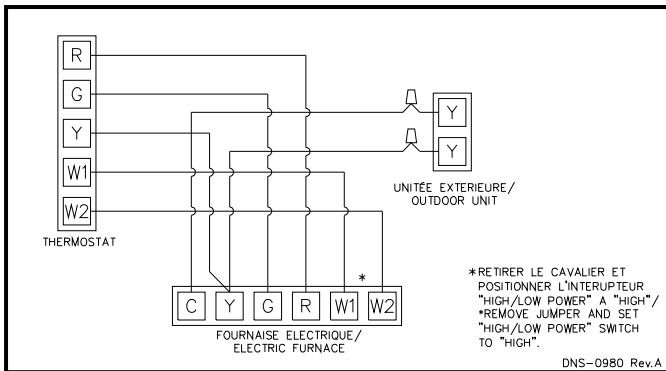 R
G
Y
W1
W2
THERMOSTAT
Y
Y
UNITÉE EXTERIEURE/
OUTDOOR UNIT
*
C Y G R W1 W2
FOURNAISE ELECTRIQUE/
ELECTRIC FURNACE
*RETIRER LE CAVALIER ET
POSITIONNER L'INTERUPTEUR
"HIGH/LOW POWER" A "HIGH"/
*REMOVE JUMPER AND SET
"HIGH/LOW POWER" SWITCH
TO "HIGH".
DNS-0980 Rev.A